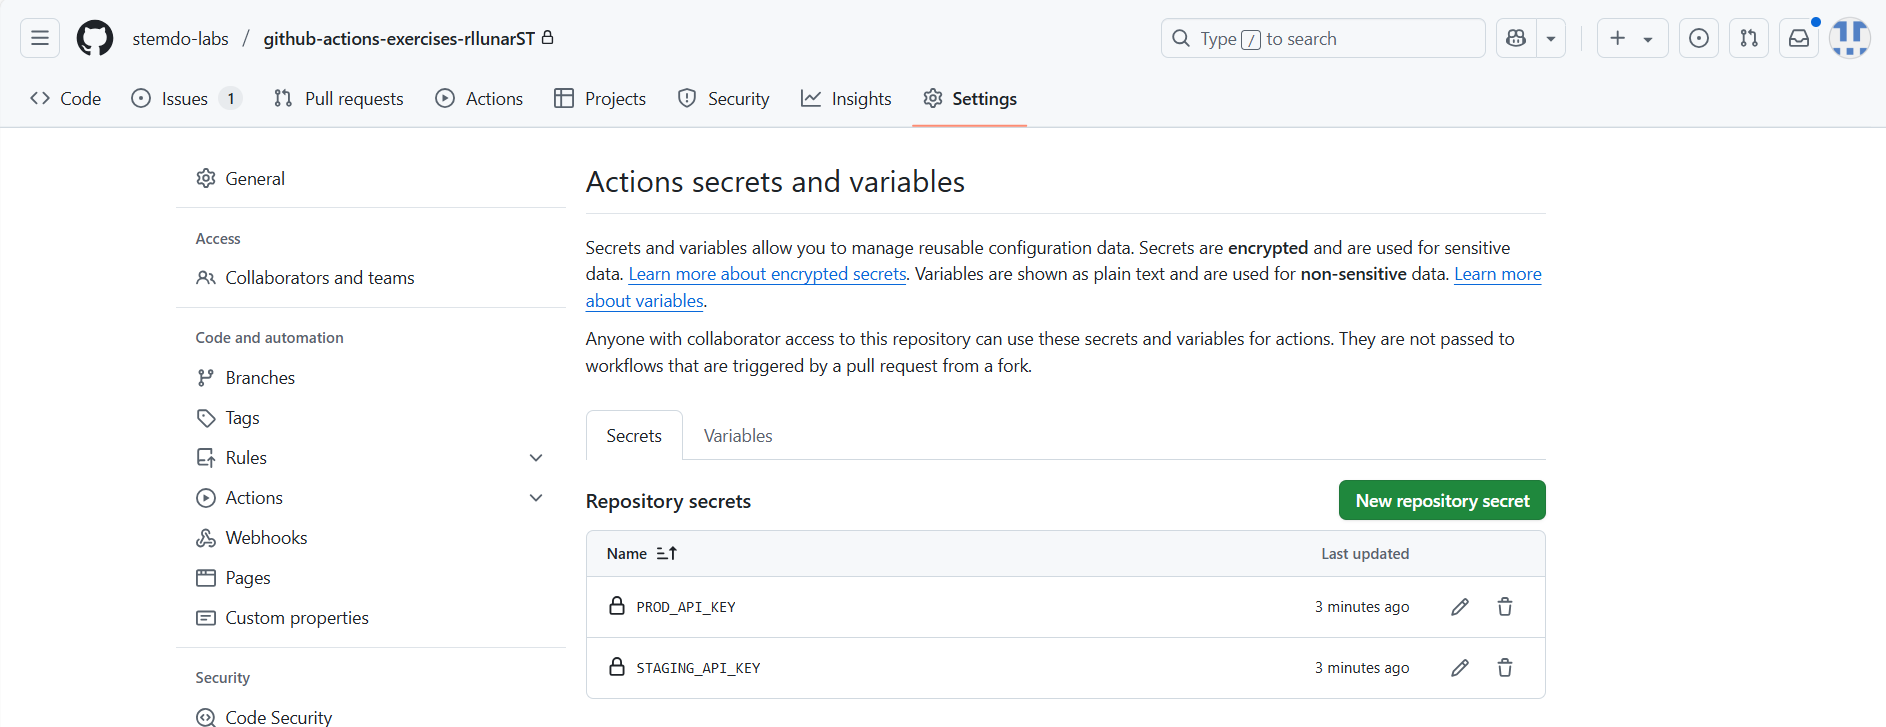 stemdo-labs / github-actions-exercises-rllunarST
Type / to search
Code Issues 1 Pull requests Actions Projects Security Insights Settings
General
Access
Collaborators and teams
Code and automation
Branches
Tags
Rules
Actions
Webhooks
Pages
Custom properties
Security
Code Security
Actions secrets and variables
Secrets and variables allow you to manage reusable configuration data. Secrets are encrypted and are used for sensitive
data. Learn more about encrypted secrets. Variables are shown as plain text and are used for non-sensitive data. Learn more
about variables.
Anyone with collaborator access to this repository can use these secrets and variables for actions. They are not passed to
workflows that are triggered by a pull request from a fork.
Secrets Variables
Repository secrets New repository secret
Name Last updated
PROD_API_KEY 3 minutes ago
STAGING_API_KEY 3 minutes ago